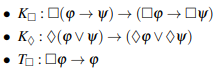 • K□ : □(φ → ψ) → (□φ → □ψ)
• K◊ : ◊(φ ∨ ψ) → (◊φ ∨ ◊ψ)
• T□ : □φ → φ